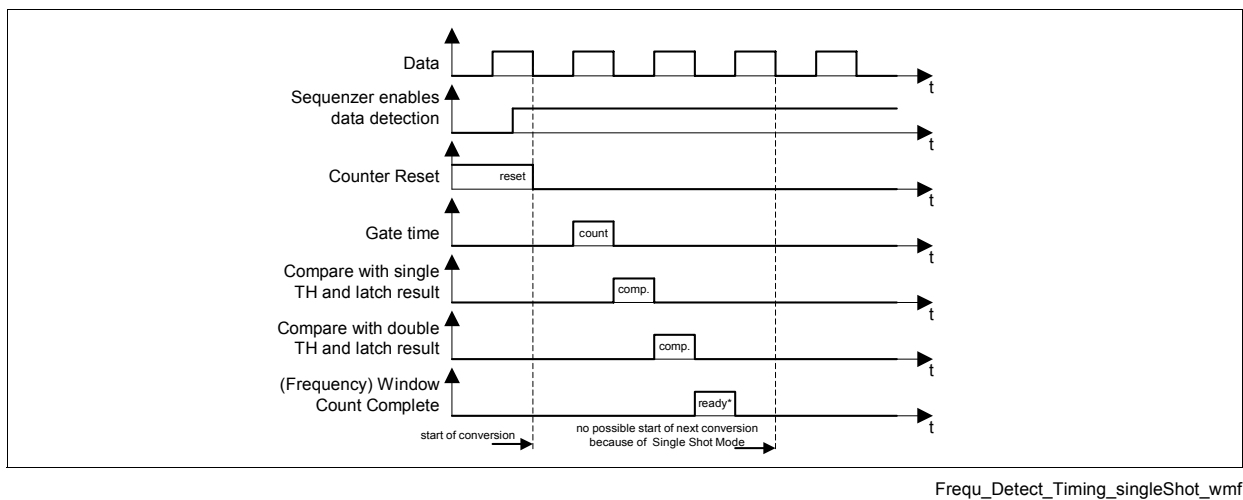 Data
t
Sequenzer enables
data detection
t
Counter Reset
reset
t
Gate time
count
t
Compare with single
TH and latch result
comp.
t
Compare with double
TH and latch result
comp.
t
(Frequency) Window
Count Complete
ready*
t
start of conversion
no possible start of next conversion
because of Single Shot Mode
Frequ_Detect_Timing_singleShot_wmf